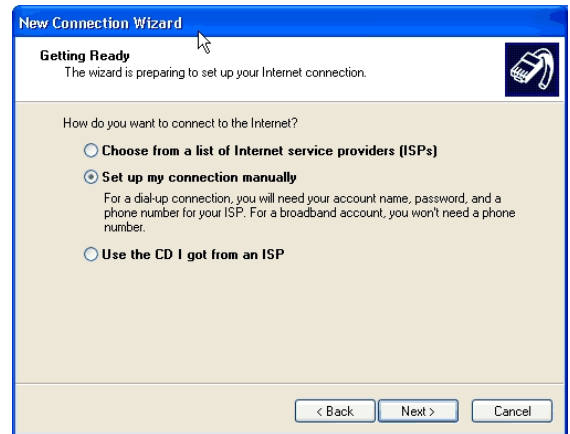 New Connection Wizard
Getting Ready
The wizard is preparing to set up your Internet connection.
How do you want to connect to the Internet?
Choose from a list of Internet service providers (ISPs)
Set up my connection manually
For a dial-up connection, you will need your account name, password, and a
phone number for your ISP. For a broadband account, you won't need a phone
number.
Use the CD I got from an ISP
< Back Next > Cancel